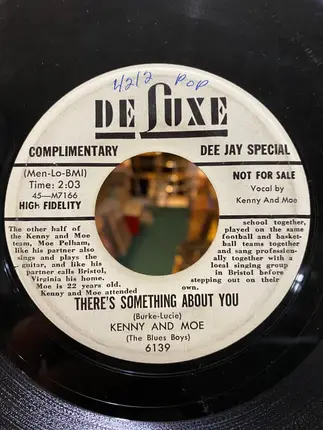 4212 POP
DE LUXE
COMPLIMENTARY
DEE JAY SPECIAL
(Men-Lo-BMI)
Time: 2:03
45—M7166
HIGH FIDELITY
NOT FOR SALE
Vocal by
Kenny And Moe
The other half of
the Kenny and Moe
team, Moe Pelham,
like his partner also
sings and plays the
guitar, and like his
partner calls Bristol,
Virginia his home.
Moe is 22 years old.
Kenny and Moe attended
school together,
played on the same
football and basket-
ball teams together
and sang profession-
ally together with a
local singing group
in Bristol before
stepping out on their
own.
THERE'S SOMETHING ABOUT YOU
(Burke-Lucie)
KENNY AND MOE
(The Blues Boys)
6139